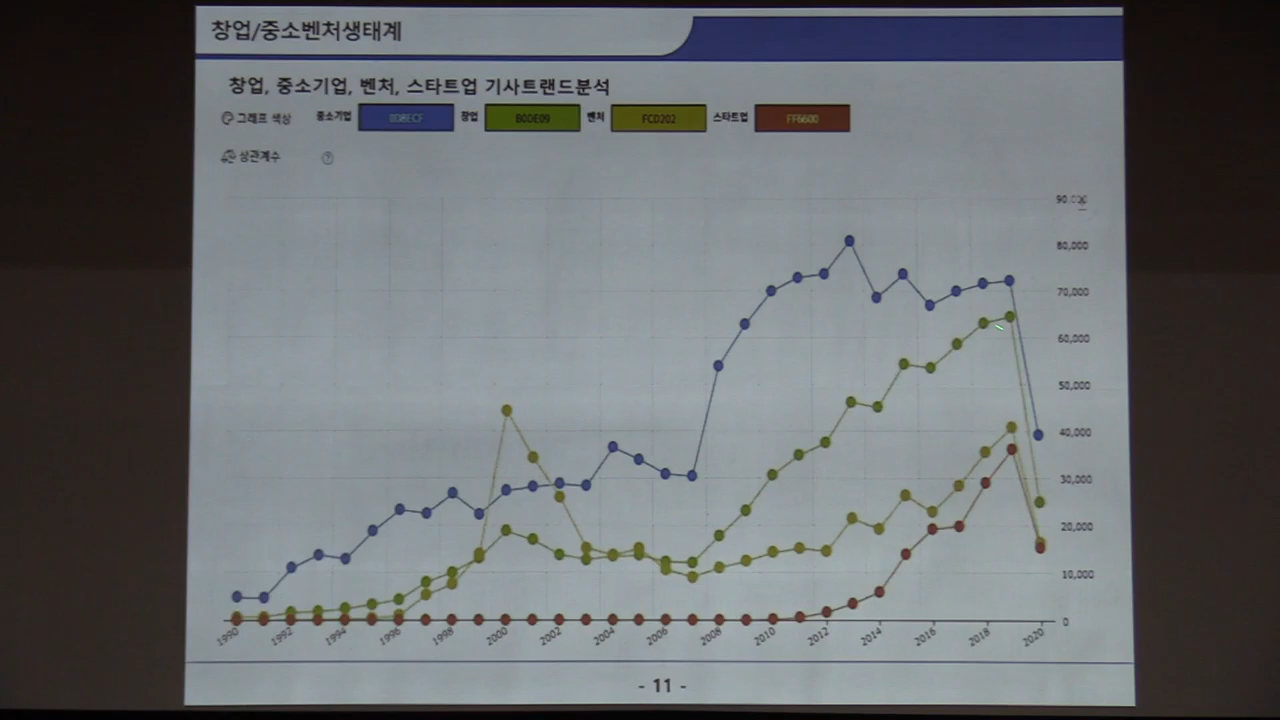 창업/중소벤처생태계
창업, 중소기업, 벤처, 스타트업 기사트랜드분석
그래프 색상 중소기업 창업 B0DE09 벤처 FCD202 스타트업 FF6600
상관계수 ?
80,000
70,000
60,000
50,000
40,000
30,000
20,000
10,000
0
1990 1992 1994 1996 1998 2000 2002 2004 2006 2008 2010 2012 2014 2016 2018 2020
- 11 -